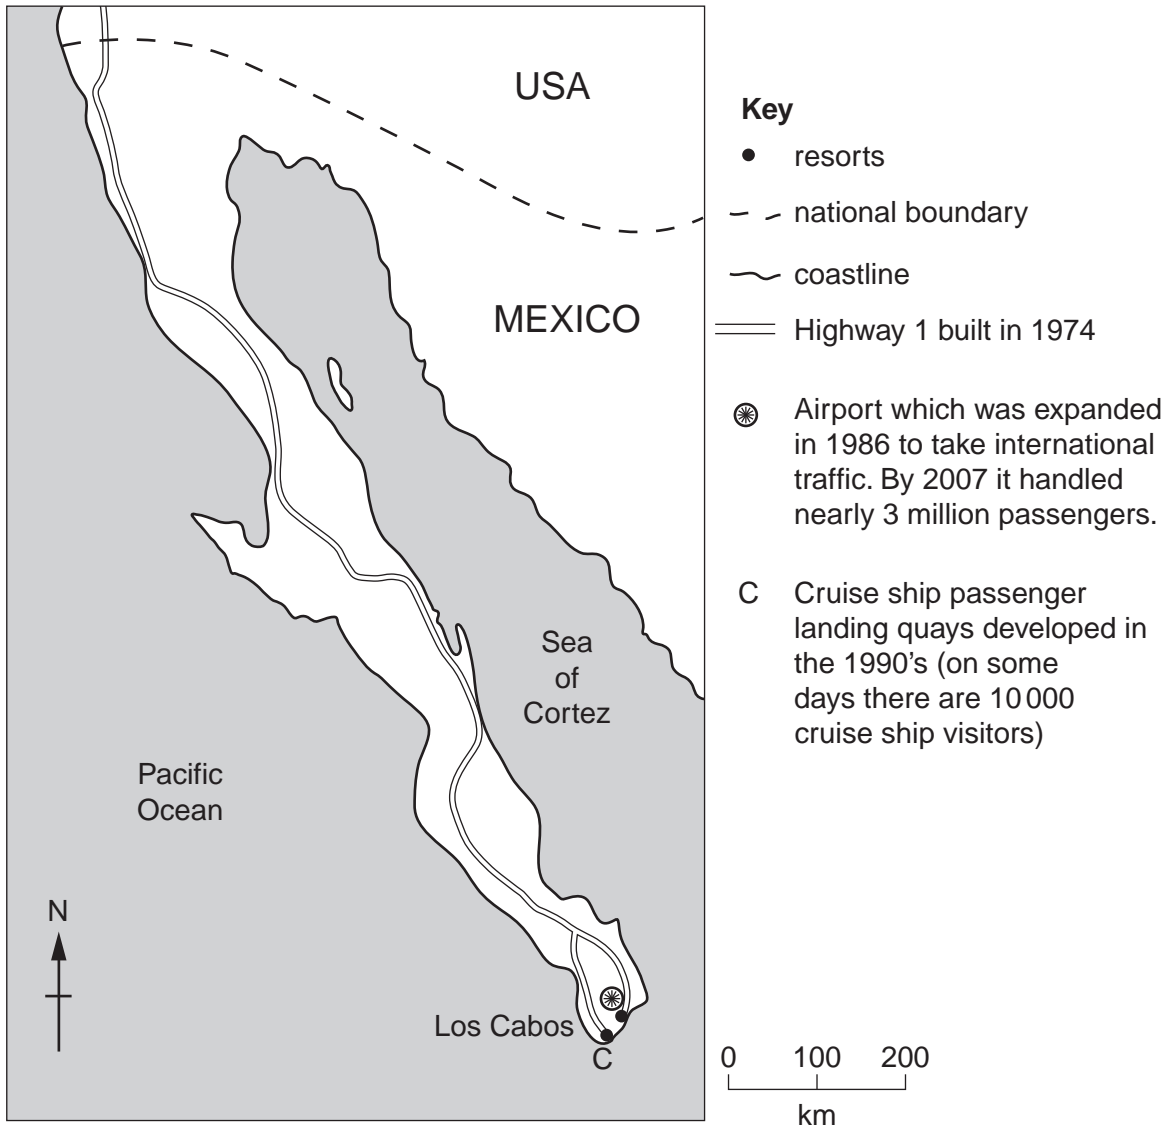 USA
MEXICO
Sea
of
Cortez
Pacific
Ocean
N
Los Cabos
C
Key
resorts
national boundary
coastline
Highway 1 built in 1974
Airport which was expanded
in 1986 to take international
traffic. By 2007 it handled
nearly 3 million passengers.
C Cruise ship passenger
landing quays developed in
the 1990's (on some
days there are 10 000
cruise ship visitors)
0 100 200
km